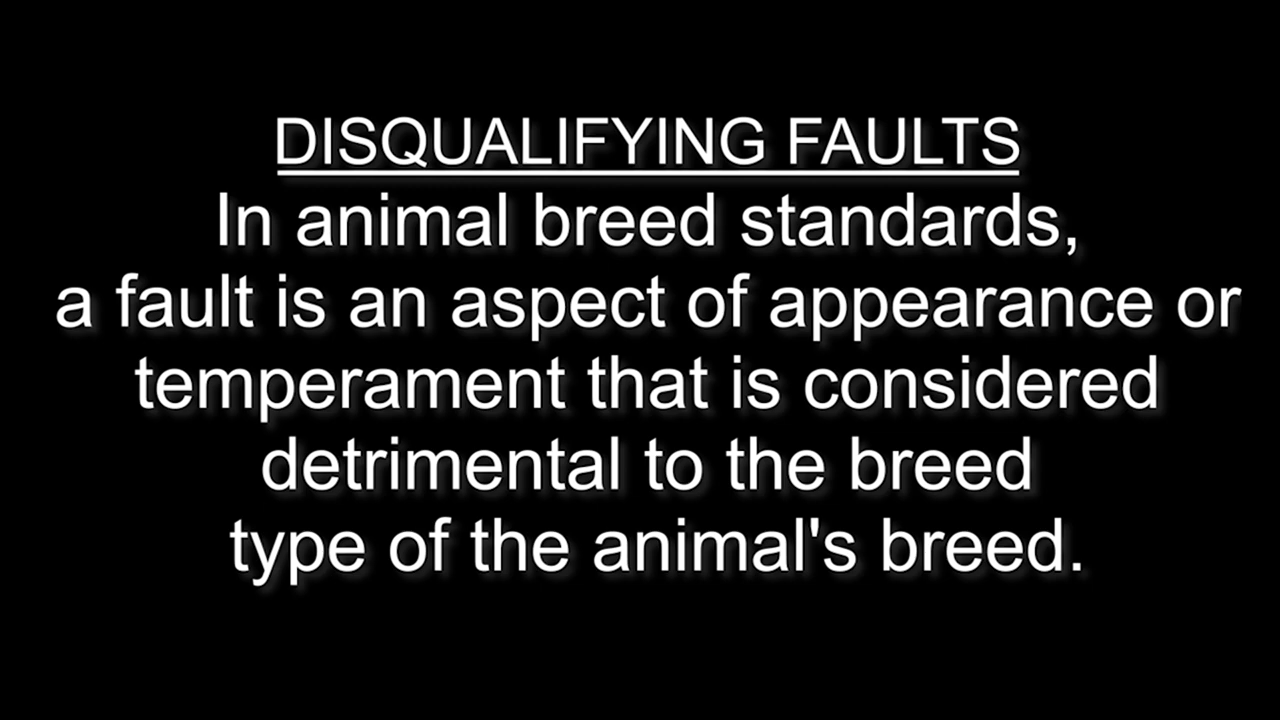 DISQUALIFYING FAULTS
In animal breed standards,
a fault is an aspect of appearance or
temperament that is considered
detrimental to the breed
type of the animal's breed.